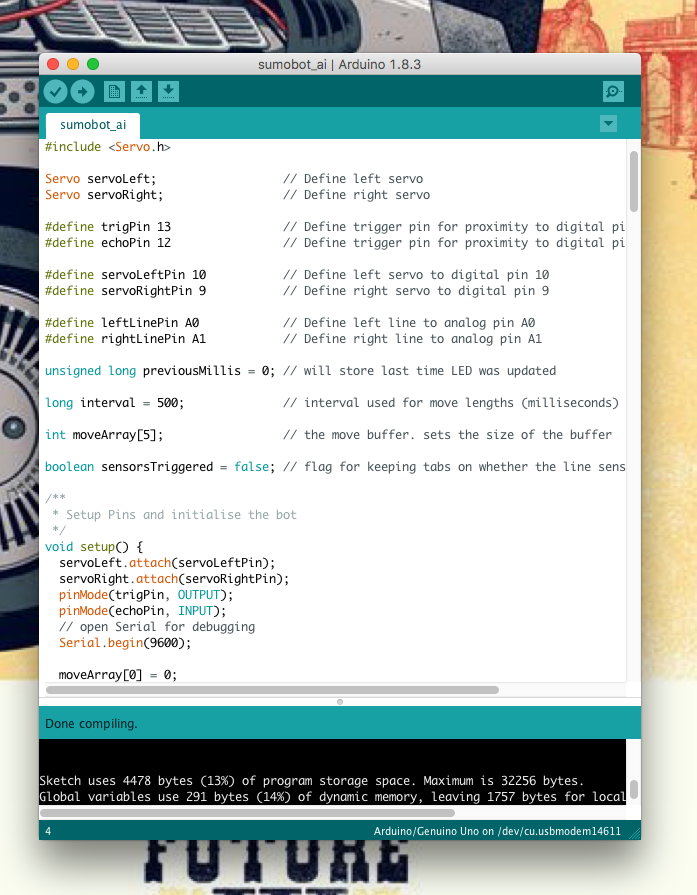 sumobot_ai | Arduino 1.8.3
sumobot_ai
#include <Servo.h>
Servo servoLeft; // Define left servo
Servo servoRight; // Define right servo
#define trigPin 13 // Define trigger pin for proximity to digital pi
#define echoPin 12 // Define trigger pin for proximity to digital pi
#define servoLeftPin 10 // Define left servo to digital pin 10
#define servoRightPin 9 // Define right servo to digital pin 9
#define leftLinePin A0 // Define left line to analog pin A0
#define rightLinePin A1 // Define right line to analog pin A1
unsigned long previousMillis = 0; // will store last time LED was updated
long interval = 500; // interval used for move lengths (milliseconds)
int moveArray[5]; // the move buffer. sets the size of the buffer
boolean sensorsTriggered = false; // flag for keeping tabs on whether the line sens
/**
* Setup Pins and initialise the bot
*/
void setup() {
servoLeft.attach(servoLeftPin);
servoRight.attach(servoRightPin);
pinMode(trigPin, OUTPUT);
pinMode(echoPin, INPUT);
// open Serial for debugging
Serial.begin(9600);
moveArray[0] = 0;
Done compiling.
Sketch uses 4478 bytes (13%) of program storage space. Maximum is 32256 bytes.
Global variables use 291 bytes (14%) of dynamic memory, leaving 1757 bytes for local
4 Arduino/Genuino Uno on /dev/cu.usbmodem14611
FUTURE